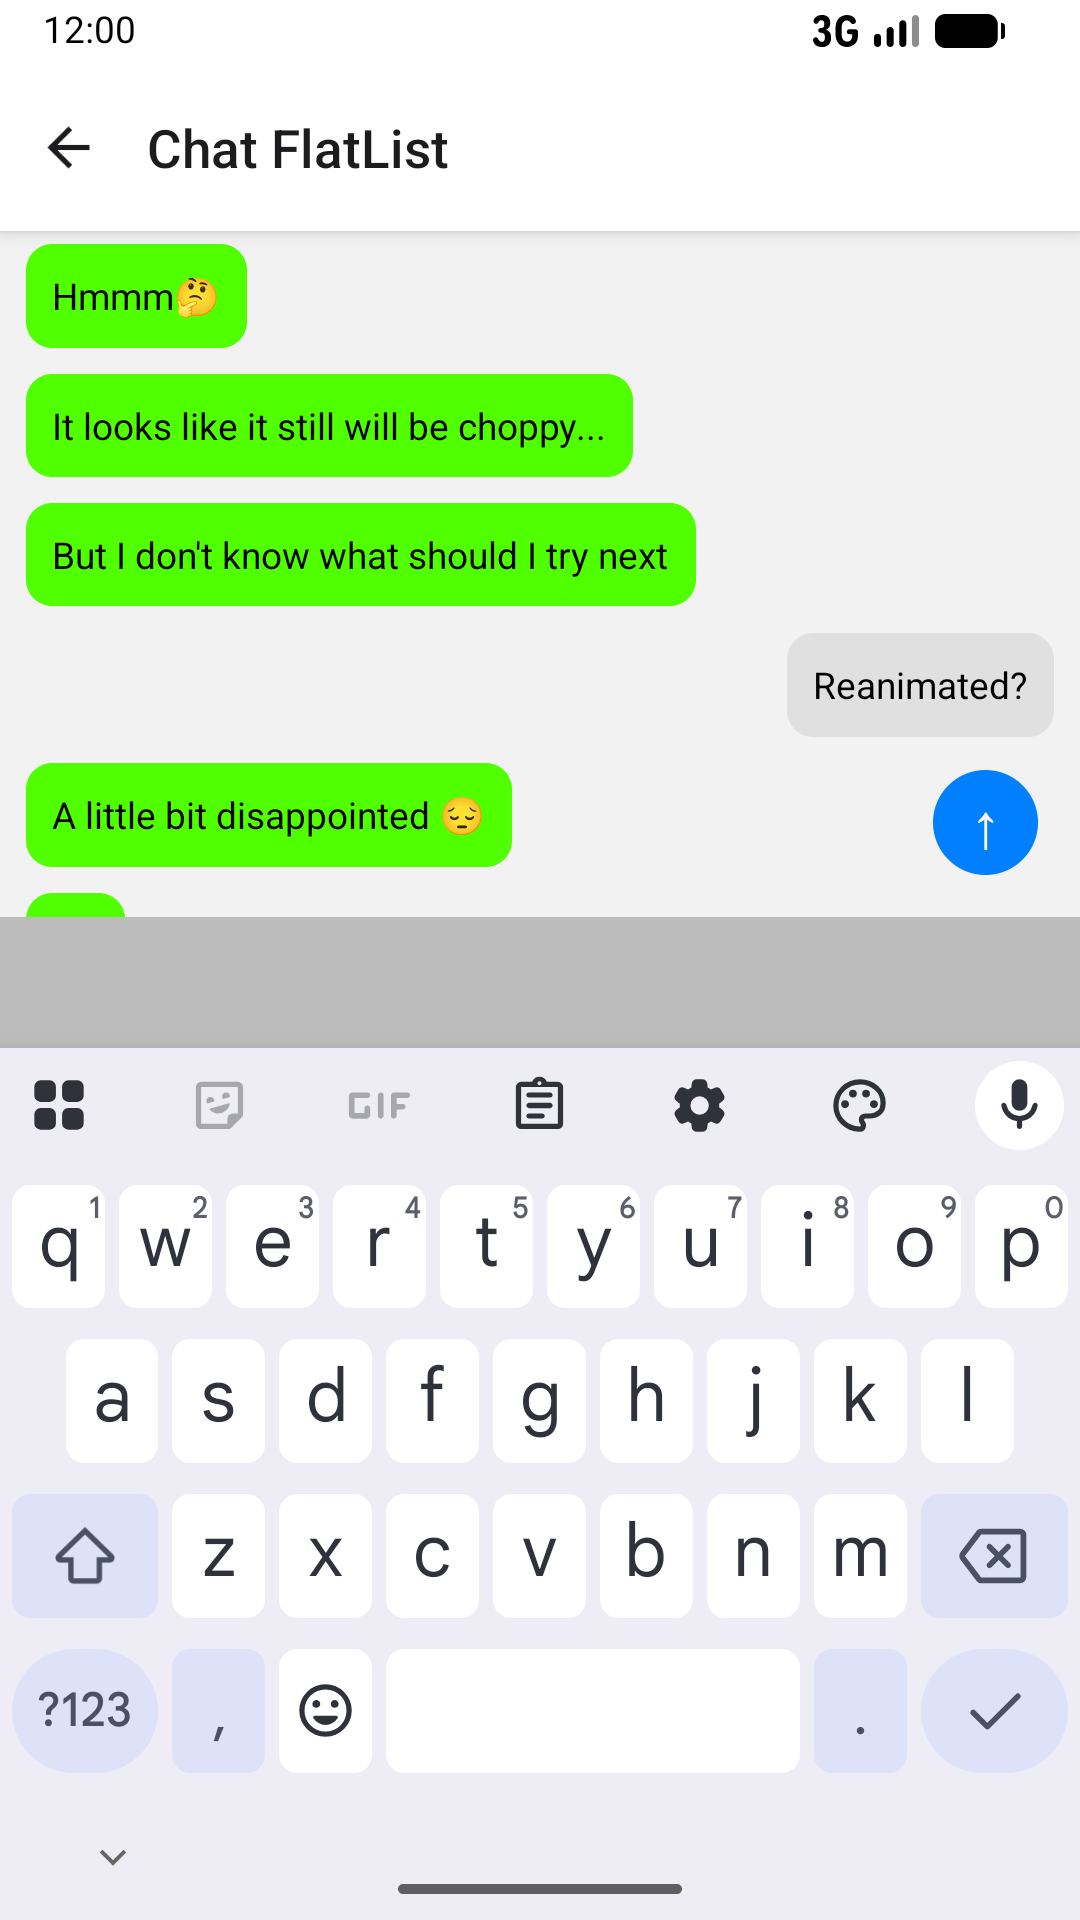 12:00 3G
Chat FlatList
Hmmm🤔
It looks like it still will be choppy...
But I don't know what should I try next
Reanimated?
A little bit disappointed 😔
↑
GIF
q1 w2 e3 r4 t5 y6 u7 i8 o9 p0
a s d f g h j k l
z x c v b n m
?123 , .